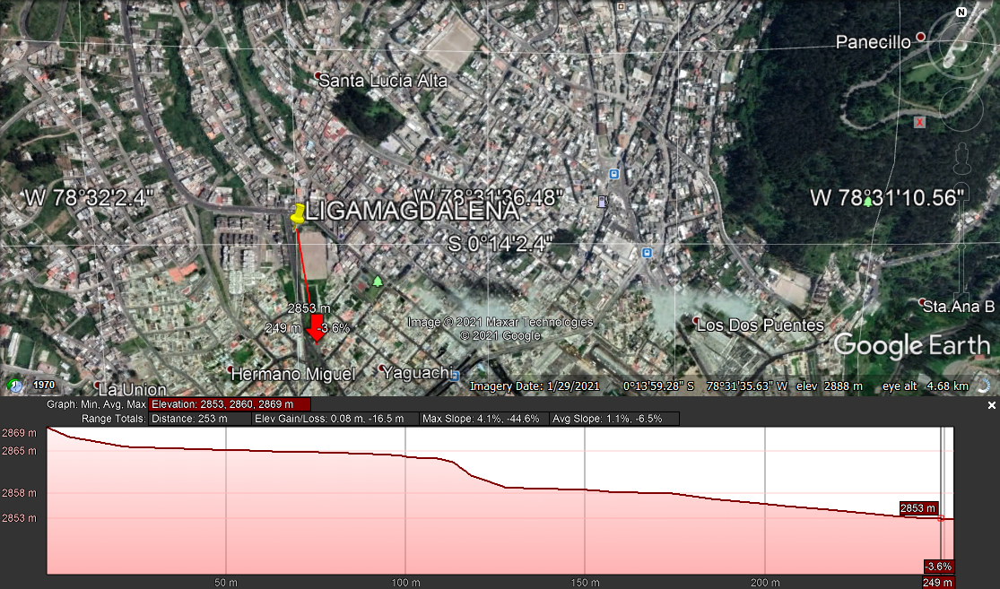 N
Panecillo
Santa Lucia Alta
X
W 78°32'2.4"
W 78°31'36.48"
W 78°31'10.56"
LIGAMAGDALENA
S 0°14'2.4"
2853 m
249 m
-3.6%
Sta.Ana B
Image © 2021 Maxar Technologies
© 2021 Google
Los Dos Puentes
Google Earth
Hermano Miguel
Yaguachi
La Union
1970
Imagery Date: 1/29/2021
0°13'59.28" S
78°31'35.63" W
elev 2888 m
eye alt 4.68 km
Graph: Min, Avg, Max Elevation: 2853, 2860, 2869 m
Range Totals: Distance: 253 m Elev Gain/Loss: 0.08 m, -16.5 m Max Slope: 4.1%, -44.6% Avg Slope: 1.1%, -6.5%
2869 m
2865 m
2858 m
2853 m
2853 m
-3.6%
50 m
100 m
150 m
200 m
249 m